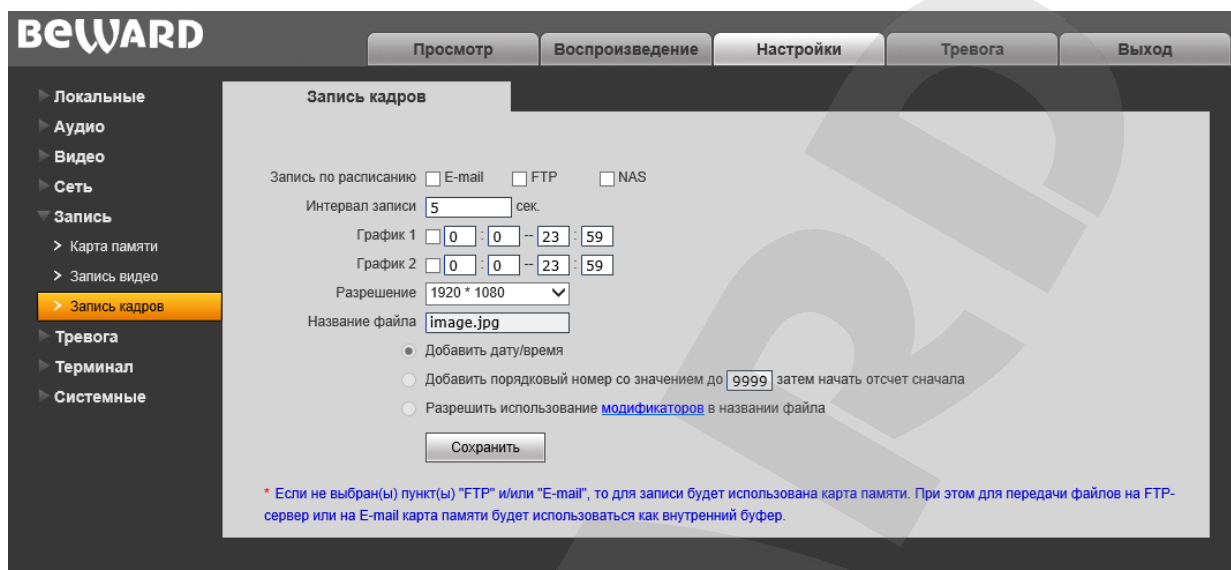 BEWARD
Просмотр Воспроизведение Настройки Тревога Выход
Локальные
Аудио
Видео
Сеть
Запись
> Карта памяти
> Запись видео
> Запись кадров
Тревога
Терминал
Системные
Запись кадров
Запись по расписанию E-mail FTP NAS
Интервал записи 5 сек.
График 1 0 : 0 -- 23 : 59
График 2 0 : 0 -- 23 : 59
Разрешение 1920 * 1080
Название файла image.jpg
Добавить дату/время
Добавить порядковый номер со значением до 9999 затем начать отсчет сначала
Разрешить использование модификаторов в названии файла
Сохранить
* Если не выбран(ы) пункт(ы) "FTP" и/или "E-mail", то для записи будет использована карта памяти. При этом для передачи файлов на FTP-
сервер или на E-mail карта памяти будет использоваться как внутренний буфер.